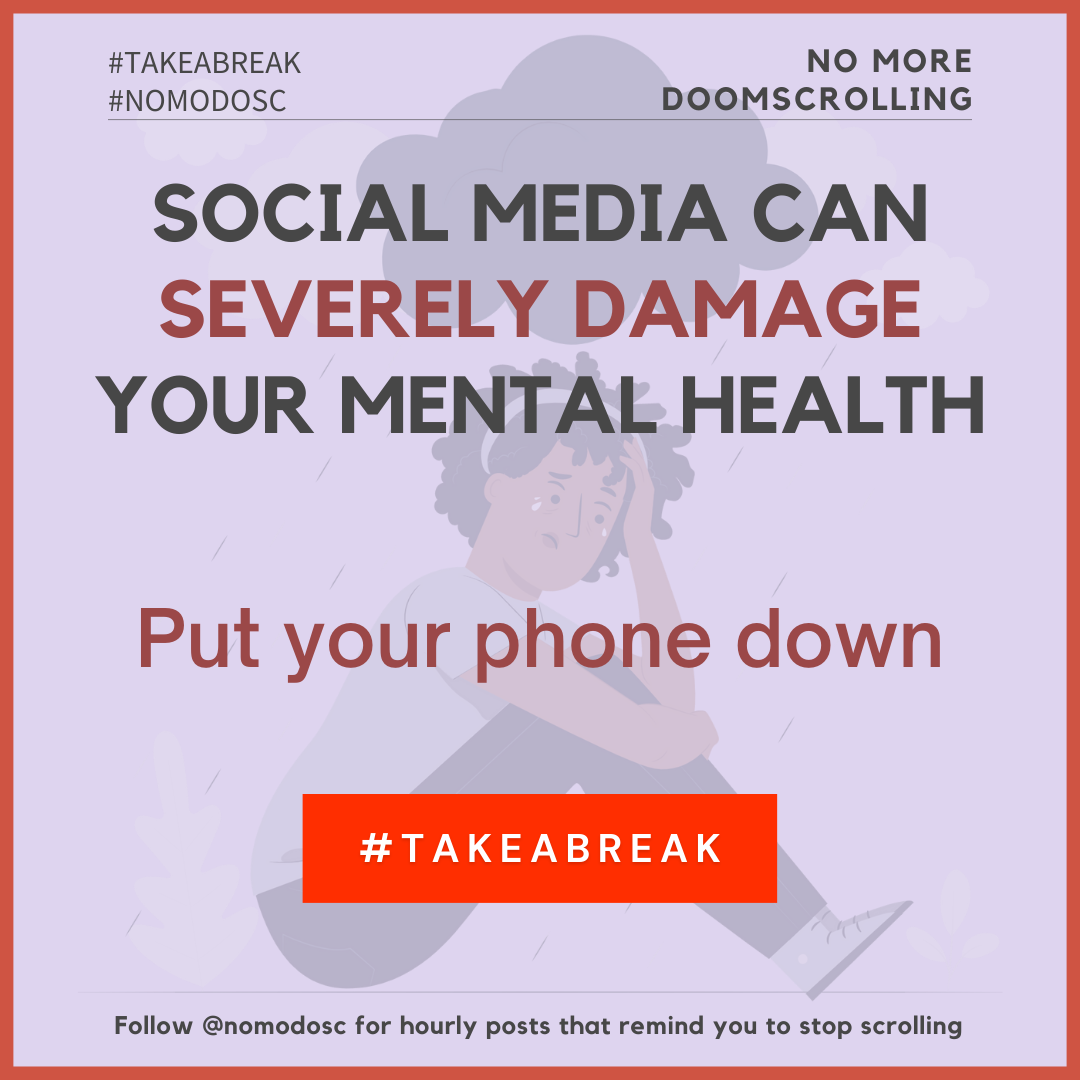 #TAKEABREAK
#NOMODOSC
NO MORE
DOOMSCROLLING
SOCIAL MEDIA CAN
SEVERELY DAMAGE
YOUR MENTAL HEALTH
Put your phone down
#TAKEABREAK
Follow @nomodosc for hourly posts that remind you to stop scrolling